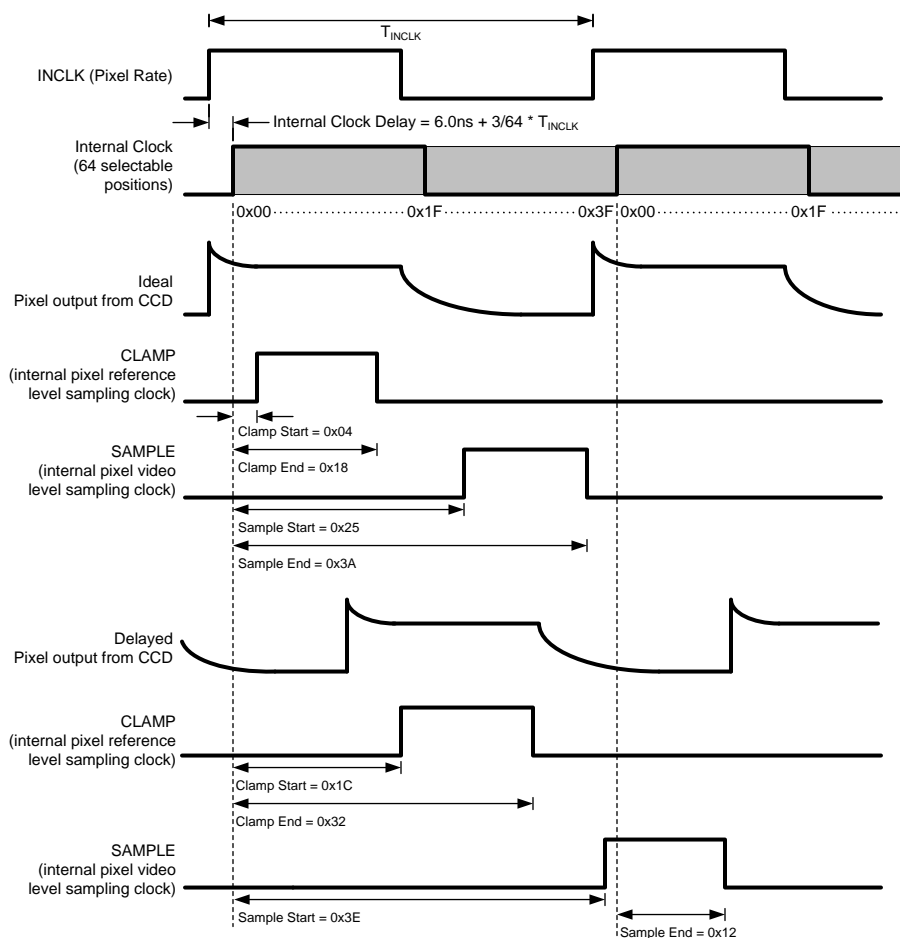 T_INCLK
INCLK (Pixel Rate)
Internal Clock Delay = 6.0ns + 3/64 * T_INCLK
Internal Clock
(64 selectable
positions)
0x00 0x1F 0x3F 0x00 0x1F
Ideal
Pixel output from CCD
CLAMP
(internal pixel reference
level sampling clock)
Clamp Start = 0x04
Clamp End = 0x18
SAMPLE
(internal pixel video
level sampling clock)
Sample Start = 0x25
Sample End = 0x3A
Delayed
Pixel output from CCD
CLAMP
(internal pixel reference
level sampling clock)
Clamp Start = 0x1C
Clamp End = 0x32
SAMPLE
(internal pixel video
level sampling clock)
Sample Start = 0x3E
Sample End = 0x12